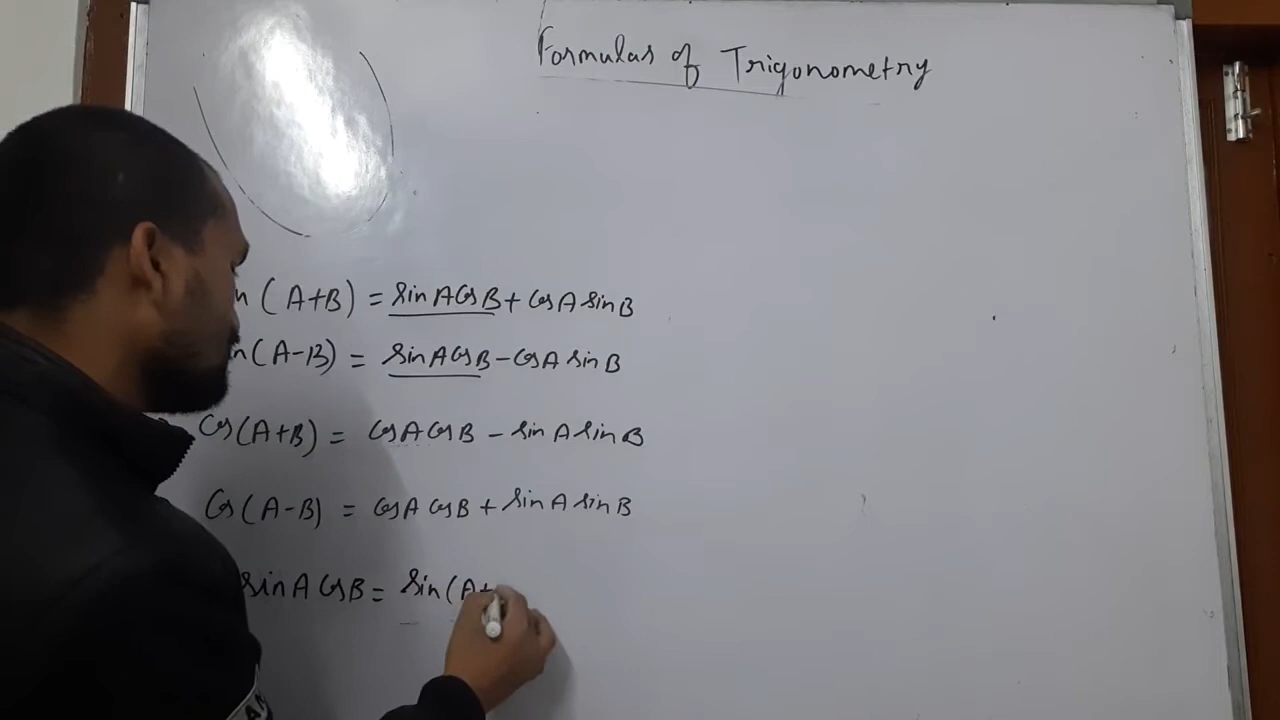 Formulas of Trigonometry
n (A+B) = sin A cos B + cos A sin B
n (A-B) = sin A cos B - cos A sin B
cos (A+B) = cos A cos B - sin A sin B
cos (A-B) = cos A cos B + sin A sin B
sin A cos B = sin (A+